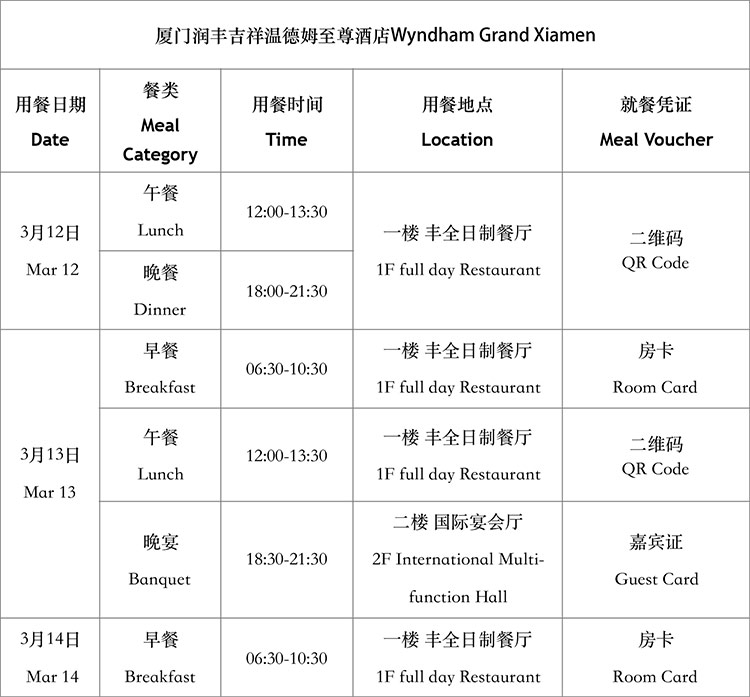 厦门润丰吉祥温德姆至尊酒店Wyndham Grand Xiamen
用餐日期
Date
餐类
Meal
Category
用餐时间
Time
用餐地点
Location
就餐凭证
Meal Voucher
3月12日
Mar 12
午餐
Lunch
12:00-13:30
一楼 丰全日制餐厅
1F full day Restaurant
二维码
QR Code
晚餐
Dinner
18:00-21:30
3月13日
Mar 13
早餐
Breakfast
06:30-10:30
一楼 丰全日制餐厅
1F full day Restaurant
房卡
Room Card
午餐
Lunch
12:00-13:30
一楼 丰全日制餐厅
1F full day Restaurant
二维码
QR Code
晚宴
Banquet
18:30-21:30
二楼 国际宴会厅
2F International Multi-
function Hall
嘉宾证
Guest Card
3月14日
Mar 14
早餐
Breakfast
06:30-10:30
一楼 丰全日制餐厅
1F full day Restaurant
房卡
Room Card